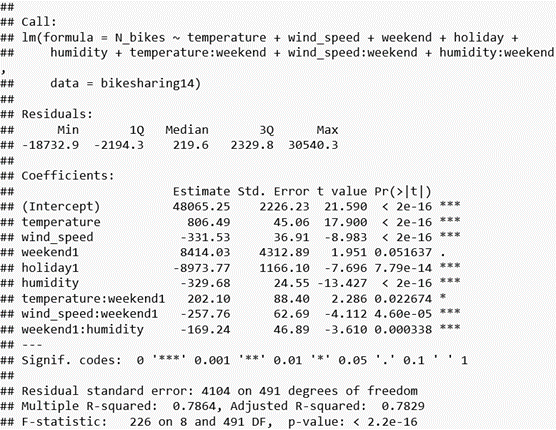 ##
## Call:
## lm(formula = N_bikes ~ temperature + wind_speed + weekend + holiday +
##     humidity + temperature:weekend + wind_speed:weekend + humidity:weekend
,
##     data = bikesharing14)
##
## Residuals:
##      Min       1Q   Median       3Q      Max
## -18732.9  -2194.3    219.6   2329.8  30540.3
##
## Coefficients:
##                      Estimate Std. Error t value Pr(>|t|)
## (Intercept)          48065.25    2226.23  21.590  < 2e-16 ***
## temperature            806.49      45.06  17.900  < 2e-16 ***
## wind_speed            -331.53      36.91  -8.983  < 2e-16 ***
## weekend1              8414.03    4312.89   1.951 0.051637 .
## holiday1             -8973.77    1166.10  -7.696 7.79e-14 ***
## humidity              -329.68      24.55 -13.427  < 2e-16 ***
## temperature:weekend1   202.10      88.40   2.286 0.022674 *
## wind_speed:weekend1   -257.76      62.69  -4.112 4.60e-05 ***
## weekend1:humidity     -169.24      46.89  -3.610 0.000338 ***
## ---
## Signif. codes:  0 '***' 0.001 '**' 0.01 '*' 0.05 '.' 0.1 ' ' 1
##
## Residual standard error: 4104 on 491 degrees of freedom
## Multiple R-squared:  0.7864, Adjusted R-squared:  0.7829
## F-statistic:   226 on 8 and 491 DF,  p-value: < 2.2e-16